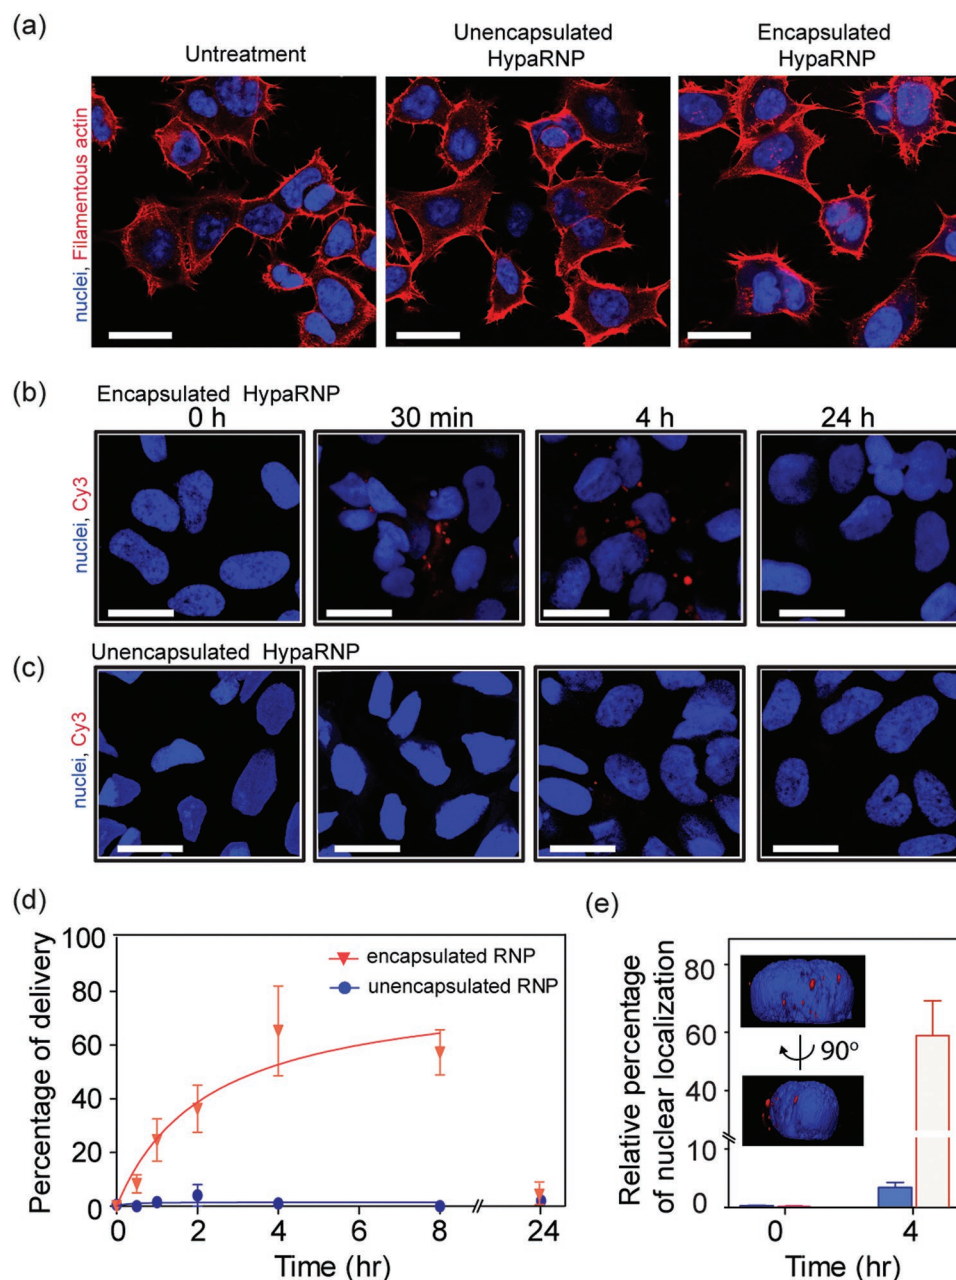 (a)
Untreatment
Unencapsulated
HypaRNP
Encapsulated
HypaRNP
nuclei, Filamentous actin
(b)
Encapsulated HypaRNP
0 h
30 min
4 h
24 h
nuclei, Cy3
Unencapsulated HypaRNP
(c)
nuclei, Cy3
(d)
Percentage of delivery
100
80
60
40
20
0
encapsulated RNP
unencapsulated RNP
0
2
4
6
8
24
Time (hr)
(e)
Relative percentage
of nuclear localization
80
60
40
10
0
90°
0
4
Time (hr)